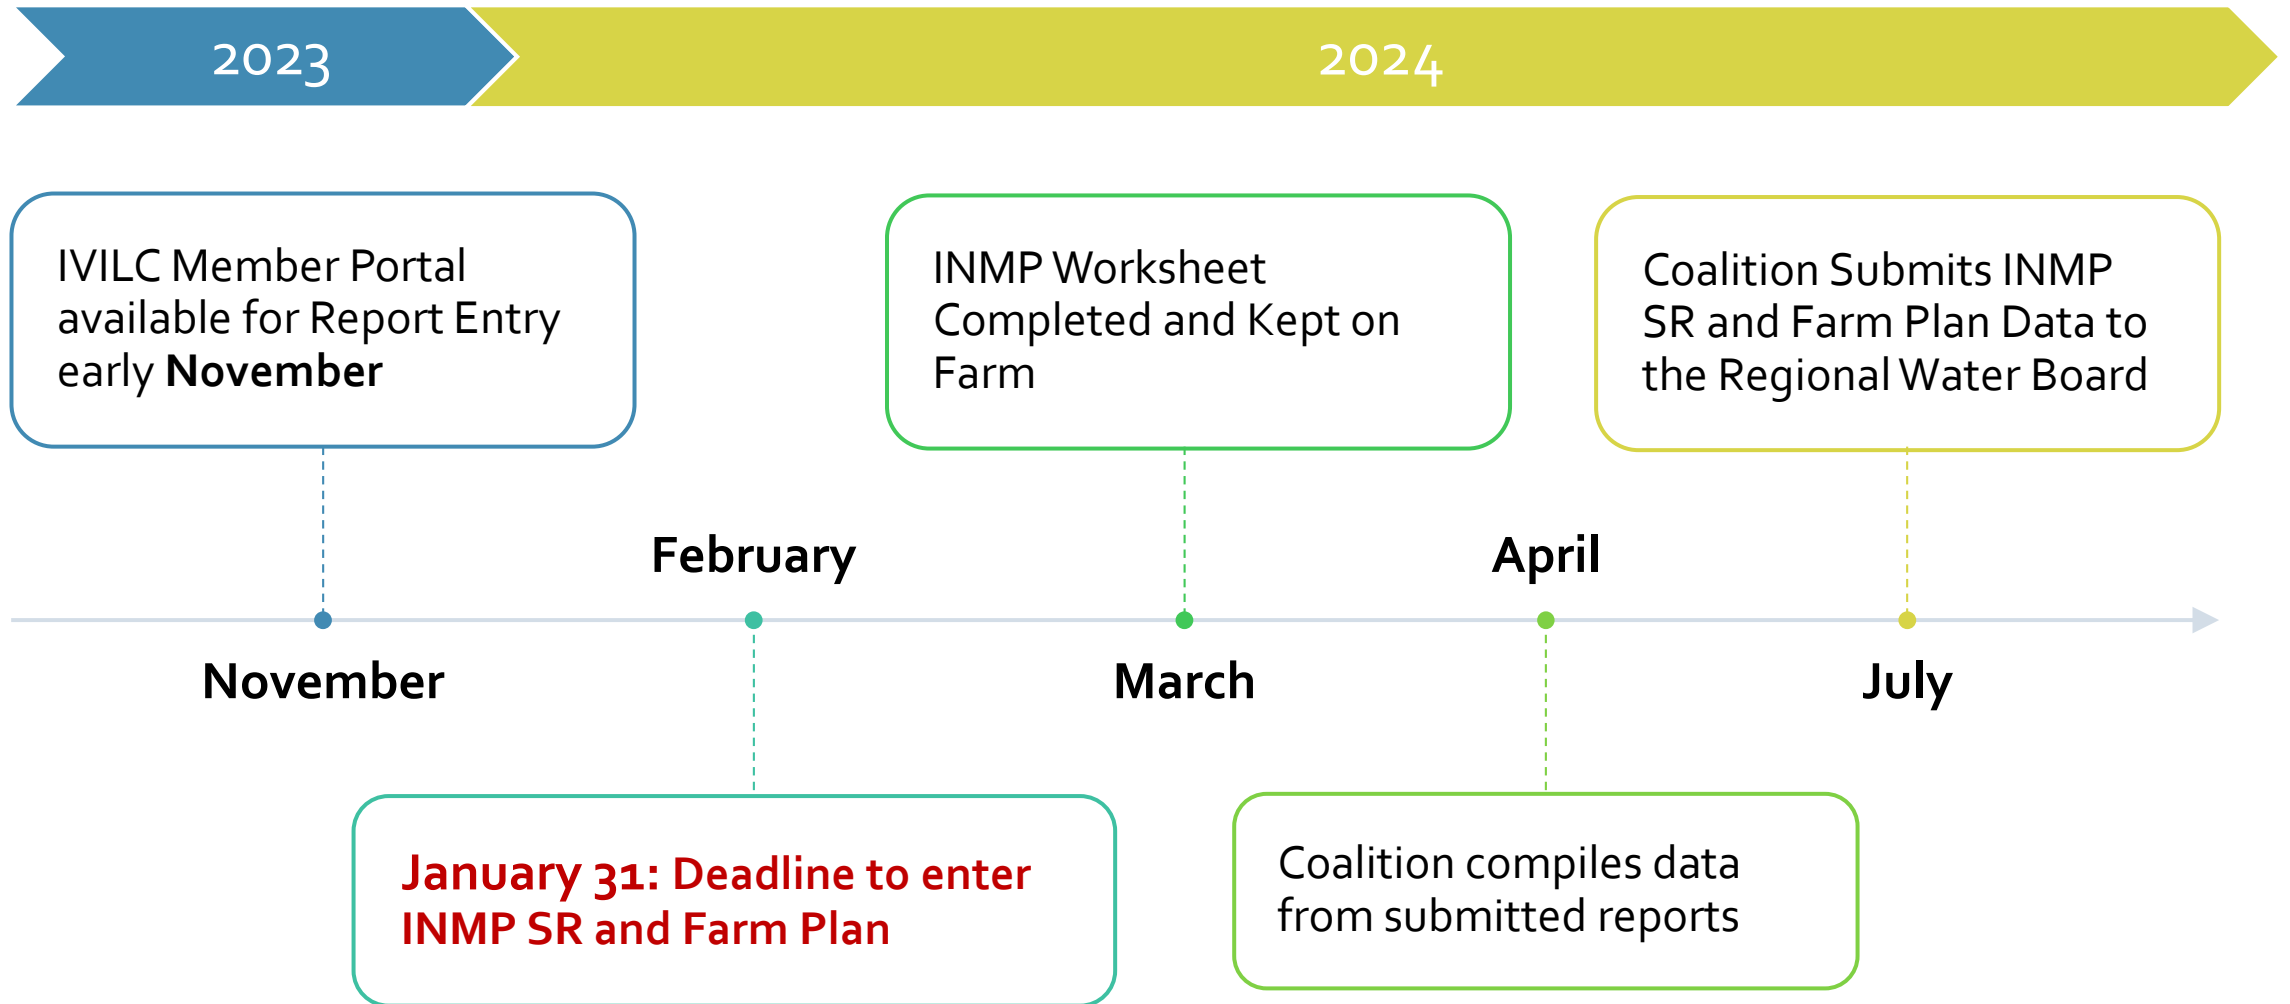 2023
2024
IVILC Member Portal
available for Report Entry
early November
INMP Worksheet
Completed and Kept on
Farm
Coalition Submits INMP
SR and Farm Plan Data to
the Regional Water Board
February
April
November
March
July
January 31: Deadline to enter
INMP SR and Farm Plan
Coalition compiles data
from submitted reports